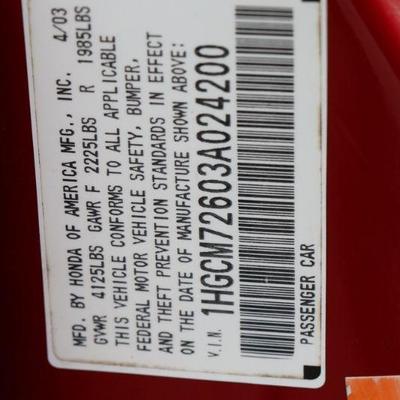 MFD. BY HONDA OF AMERICA MFG., INC. 4/03
GVWR 4125LBS GAWR F 2225LBS R 1985LBS
THIS VEHICLE CONFORMS TO ALL APPLICABLE
FEDERAL MOTOR VEHICLE SAFETY, BUMPER,
AND THEFT PREVENTION STANDARDS IN EFFECT
ON THE DATE OF MANUFACTURE SHOWN ABOVE:
V.I.N. 1HGCM72603A024200
PASSENGER CAR